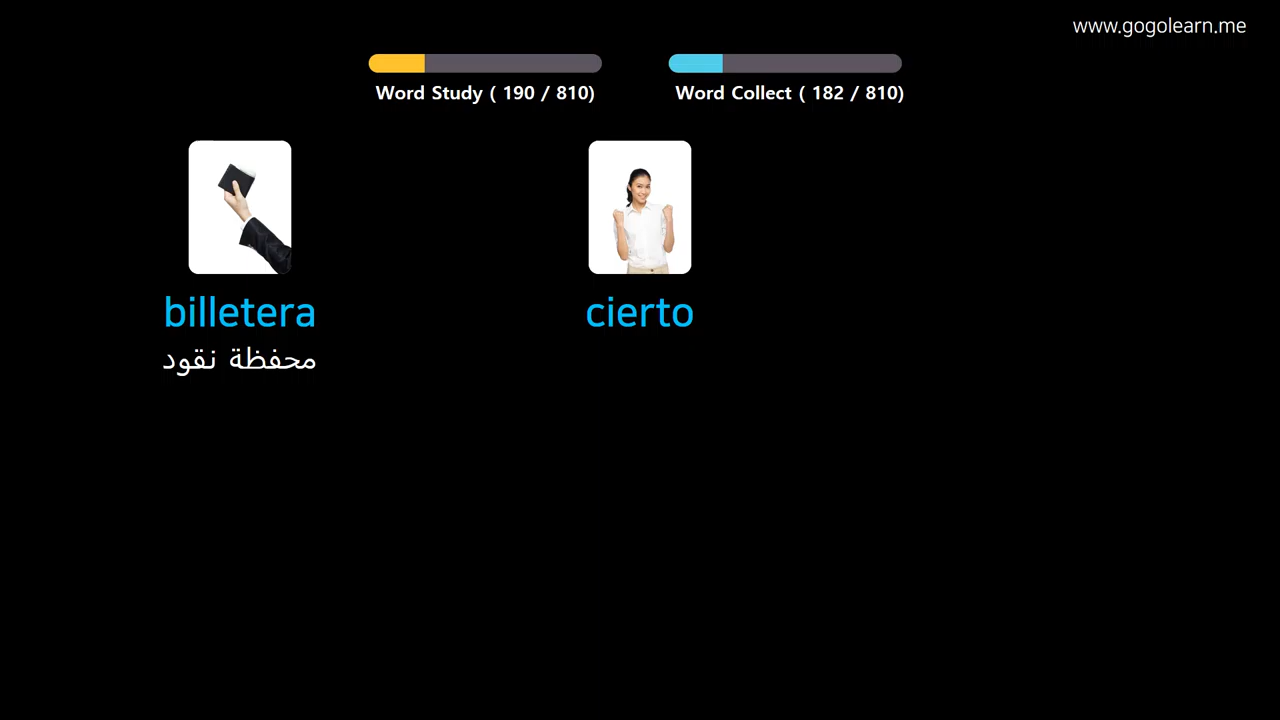 www.gogolearn.me
Word Study ( 190 / 810)
Word Collect ( 182 / 810)
billetera
محفظة نقود
cierto